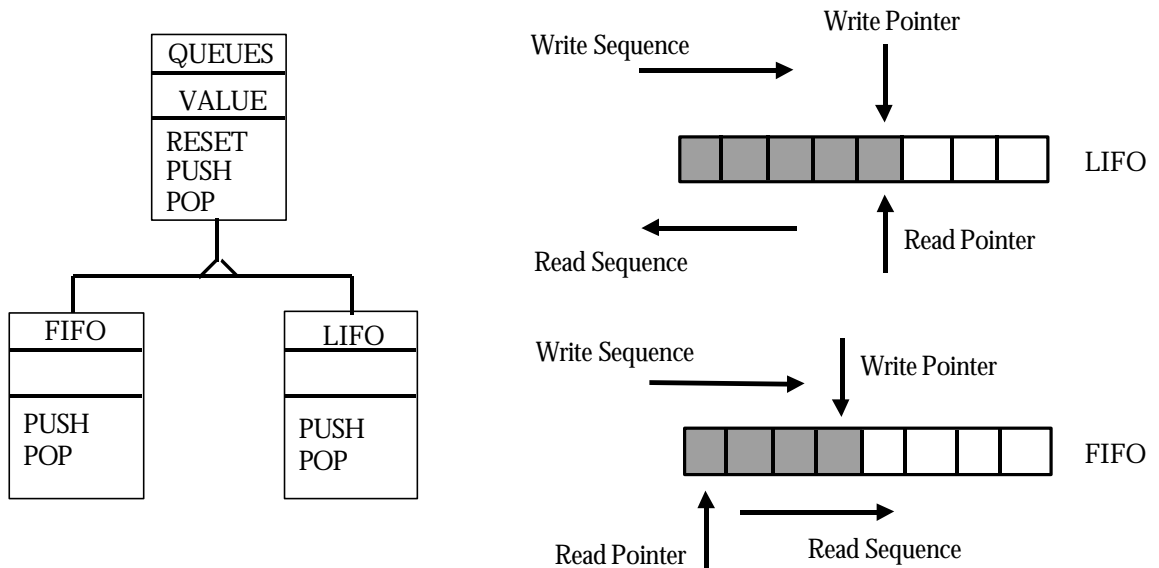 QUEUES
VALUE
RESET
PUSH
POP
FIFO
PUSH
POP
LIFO
PUSH
POP
Write Sequence
Write Pointer
LIFO
Read Sequence
Read Pointer
Write Sequence
Write Pointer
FIFO
Read Pointer
Read Sequence